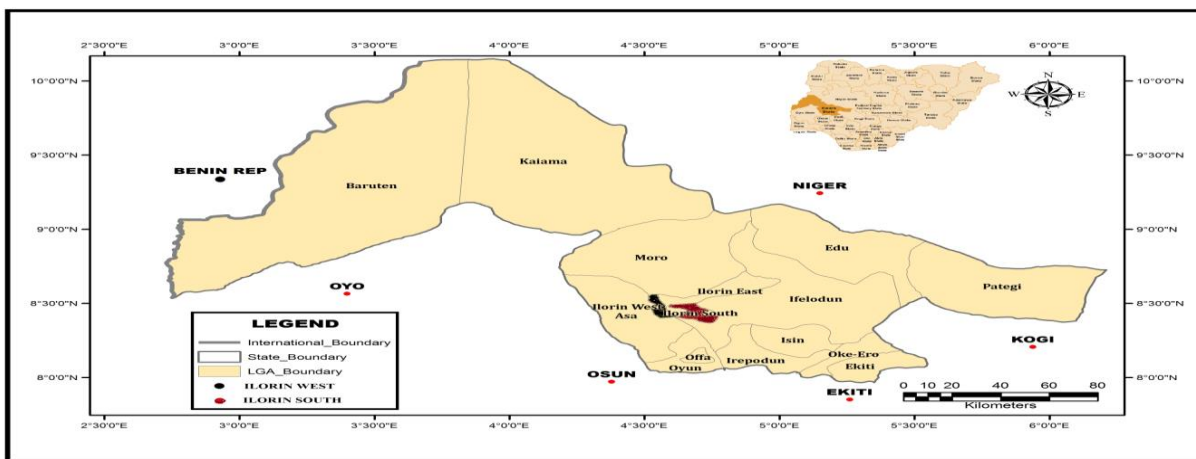 2°30'0"E 3°0'0"E 3°30'0"E 4°0'0"E 4°30'0"E 5°0'0"E 5°30'0"E 6°0'0"E
10°0'0"N
10°0'0"N
N
W E
S
9°30'0"N
9°30'0"N
BENIN REP
Kaiama
Baruten
NIGER
9°0'0"N
9°0'0"N
Edu
Moro
OYO
Ilorin East
Pategi
8°30'0"N
8°30'0"N
Ilorin West
Ifelodun
Asa
Ilorin South
LEGEND
International_Boundary
State_Boundary
LGA_Boundary
ILORIN WEST
ILORIN SOUTH
Isin
KOGI
Offa
Irepodun
Oke-Ero
Oyun
Ekiti
8°0'0"N
8°0'0"N
OSUN
EKITI
0 5 10 20 40 60 80
Kilometers
2°30'0"E 3°0'0"E 3°30'0"E 4°0'0"E 4°30'0"E 5°0'0"E 5°30'0"E 6°0'0"E